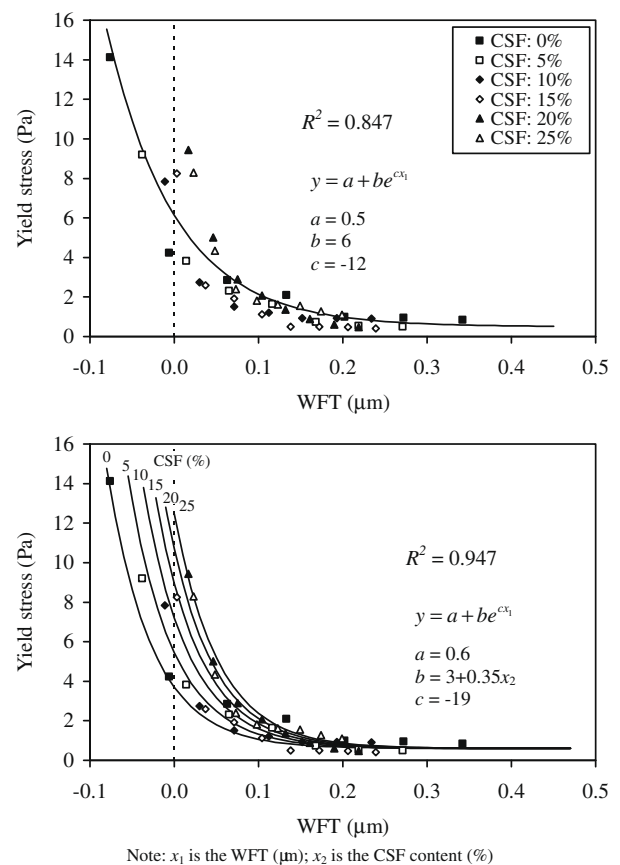 16
14
12
10
8
6
4
2
0
Yield stress (Pa)
CSF: 0%
CSF: 5%
CSF: 10%
CSF: 15%
CSF: 20%
CSF: 25%
R² = 0.847
y = a + be^{cx₁}
a = 0.5
b = 6
c = -12
-0.1 0.0 0.1 0.2 0.3 0.4 0.5
WFT (μm)
16
14
12
10
8
6
4
2
0
Yield stress (Pa)
CSF (%)
0 5 10 15 20 25
R² = 0.947
y = a + be^{cx₁}
a = 0.6
b = 3+0.35x₂
c = -19
-0.1 0.0 0.1 0.2 0.3 0.4 0.5
WFT (μm)
Note: x₁ is the WFT (μm); x₂ is the CSF content (%)